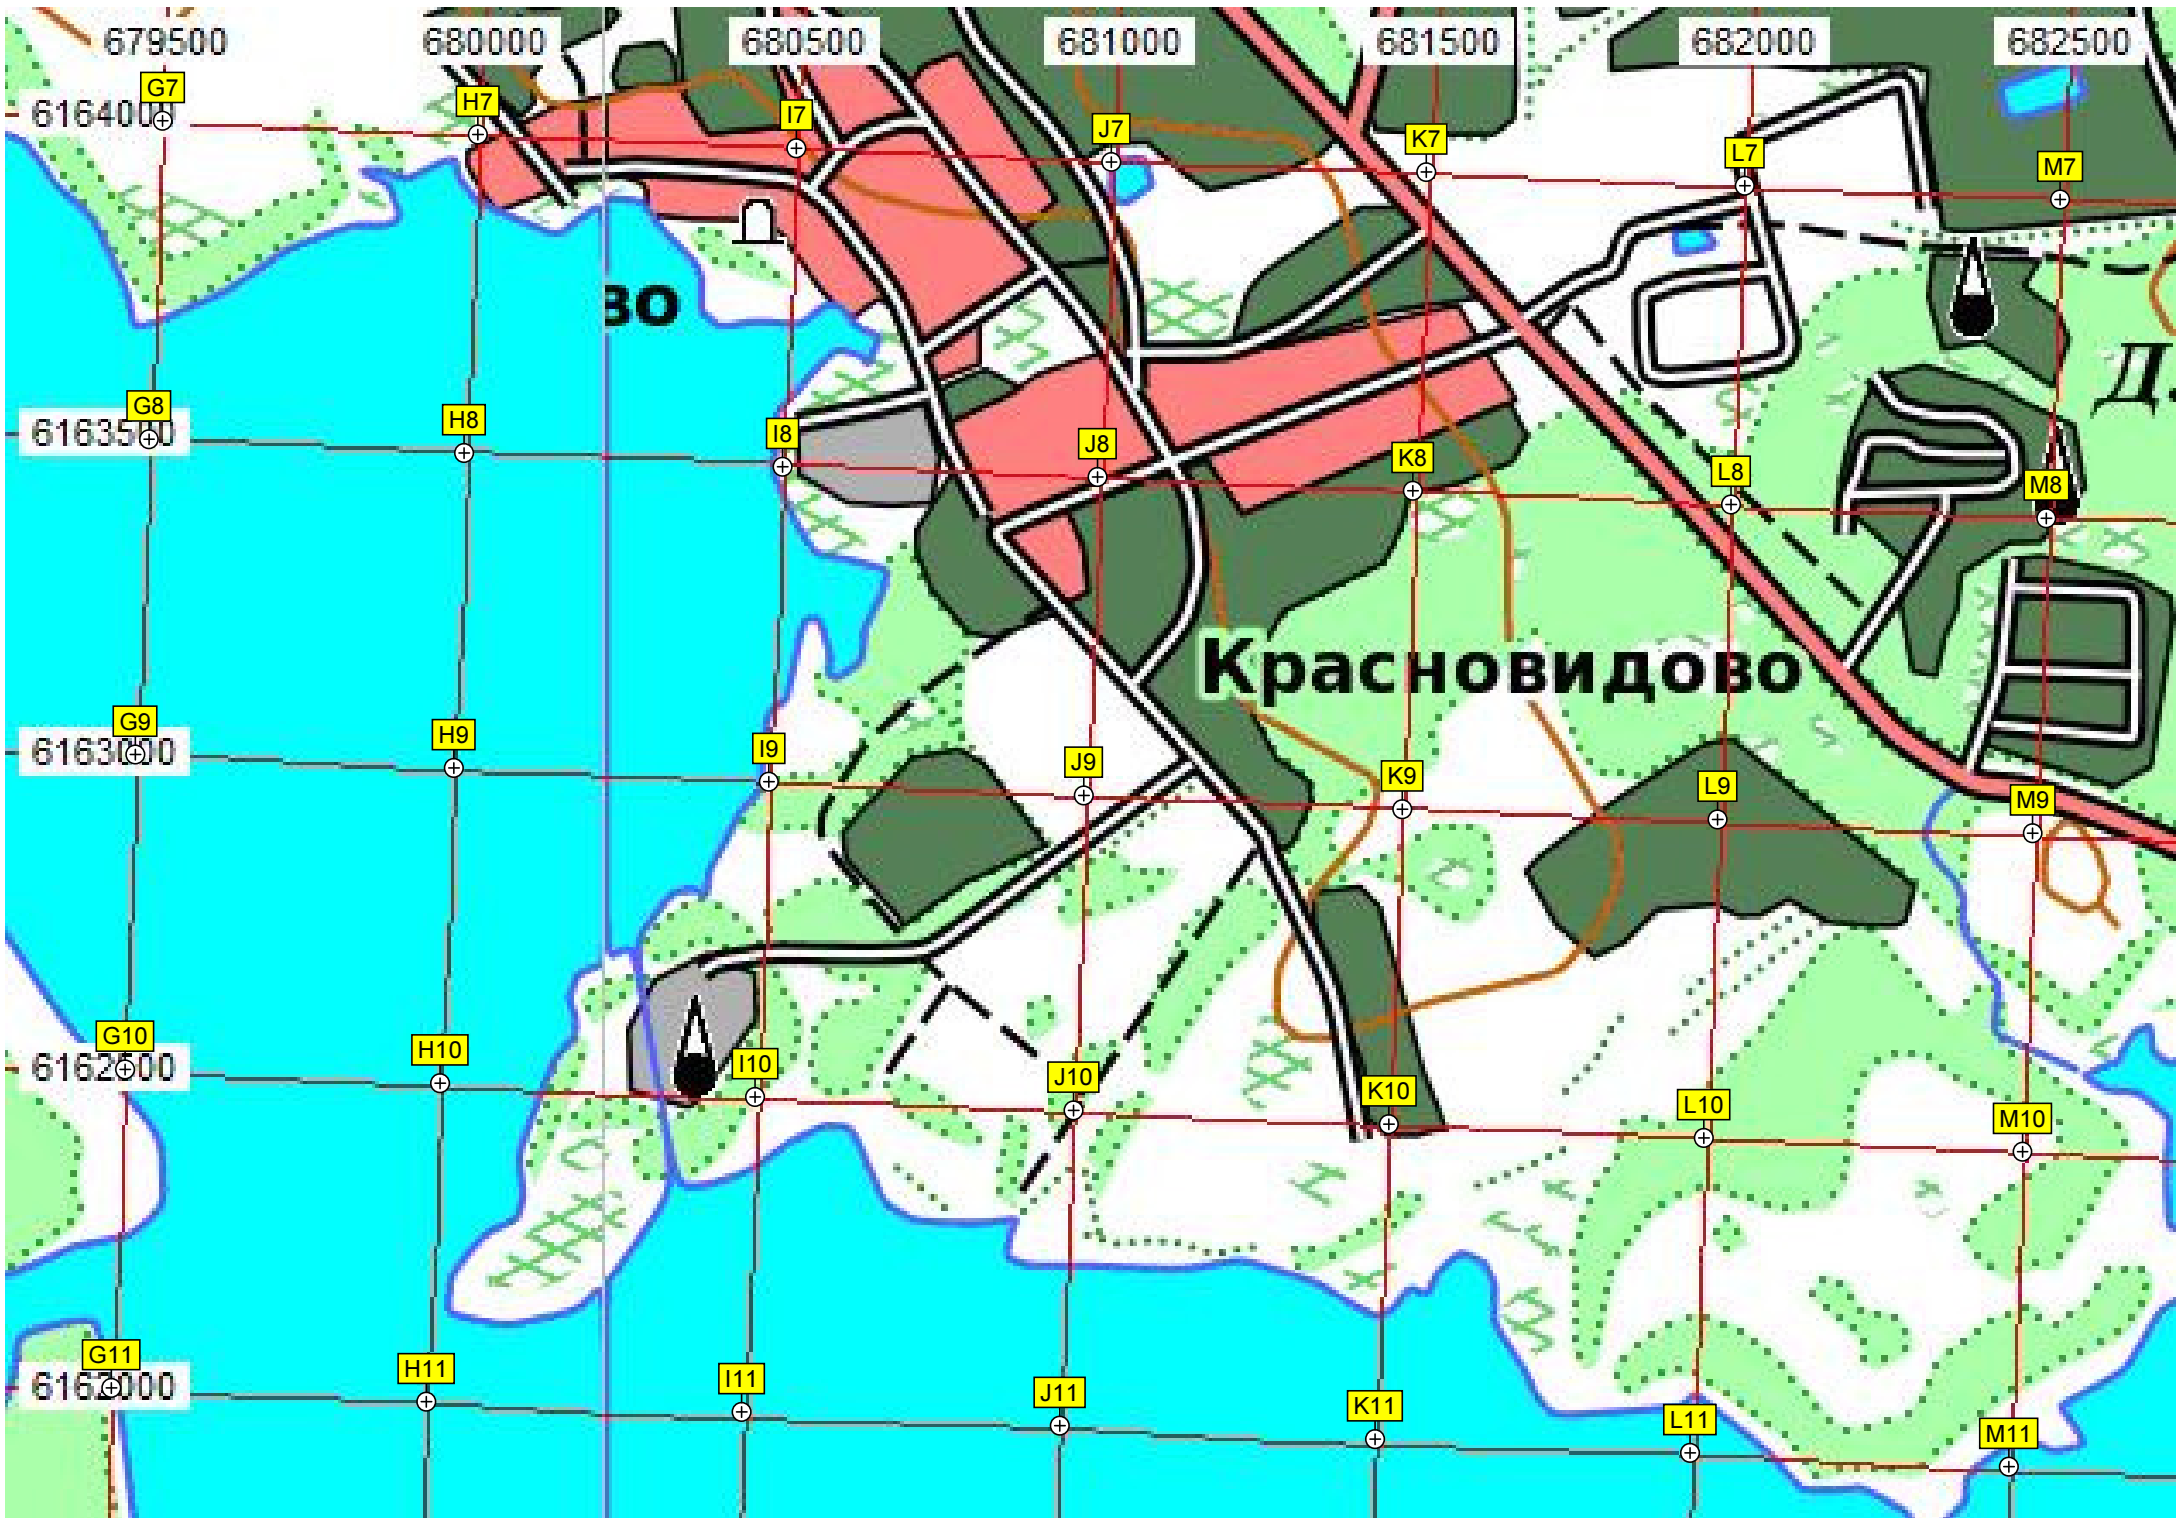 679500 680000 680500 681000 681500 682000 682500
G7 H7 I7 J7 K7 L7 M7
6164000
во
Д.
G8 H8 I8 J8 K8 L8 M8
6163500
Красновидово
G9 H9 I9 J9 K9 L9 M9
6163000
G10 H10 I10 J10 K10 L10 M10
6162500
G11 H11 I11 J11 K11 L11 M11
6162000